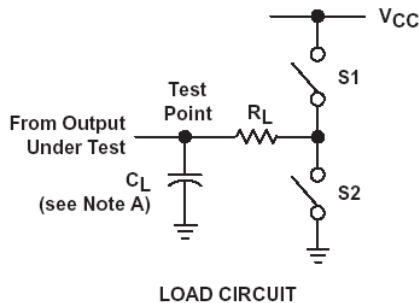 VCC
S1
Test
Point
RL
From Output
Under Test
CL
(see Note A)
S2
LOAD CIRCUIT